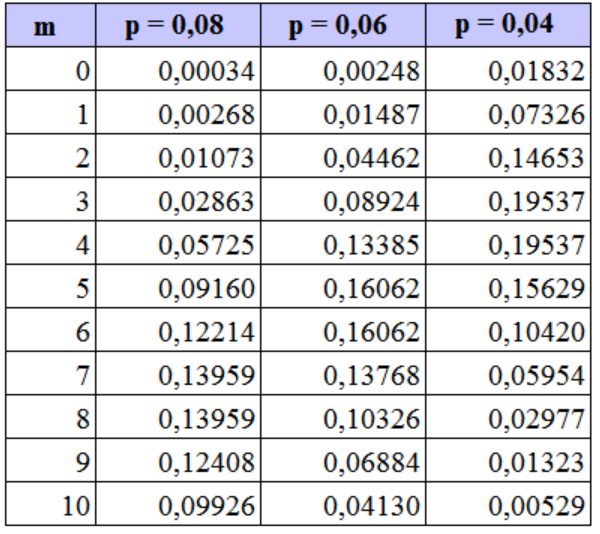 m p = 0,08 p = 0,06 p = 0,04
0 0,00034 0,00248 0,01832
1 0,00268 0,01487 0,07326
2 0,01073 0,04462 0,14653
3 0,02863 0,08924 0,19537
4 0,05725 0,13385 0,19537
5 0,09160 0,16062 0,15629
6 0,12214 0,16062 0,10420
7 0,13959 0,13768 0,05954
8 0,13959 0,10326 0,02977
9 0,12408 0,06884 0,01323
10 0,09926 0,04130 0,00529